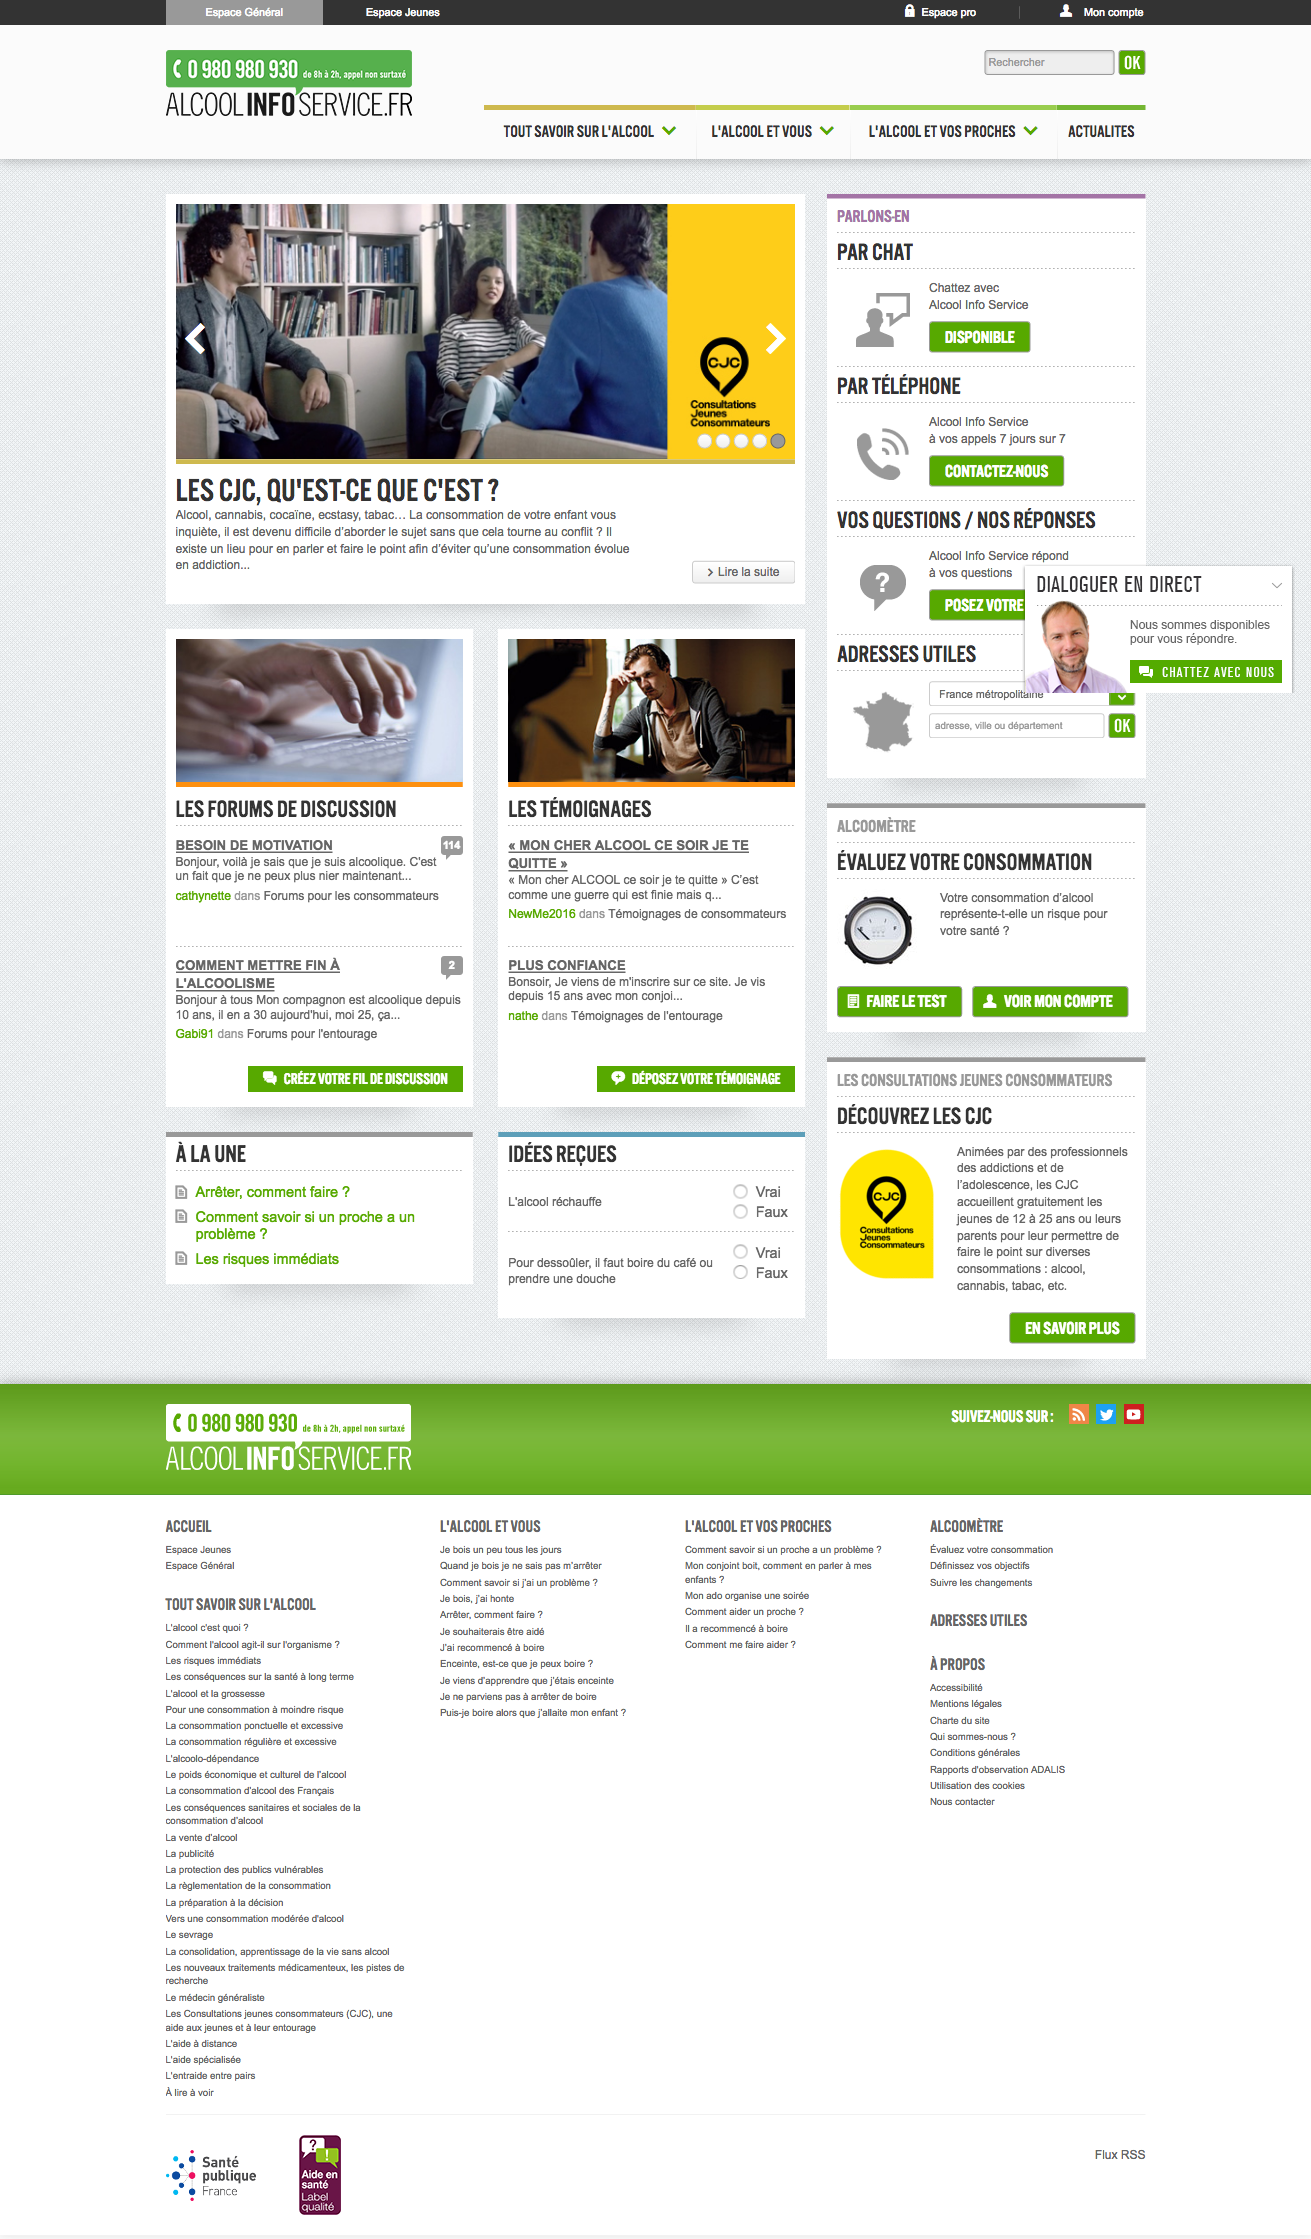 Espace Général
Espace Jeunes
Espace pro
Mon compte
0 980 980 930 de 8h à 2h, appel non surtaxé
ALCOOL INFO SERVICE.FR
Rechercher
OK
TOUT SAVOIR SUR L'ALCOOL
L'ALCOOL ET VOUS
L'ALCOOL ET VOS PROCHES
ACTUALITES
CJC
Consultations
Jeunes
Consommateurs
LES CJC, QU'EST-CE QUE C'EST ?
Alcool, cannabis, cocaïne, ecstasy, tabac… La consommation de votre enfant vous
inquiète, il est devenu difficile d'aborder le sujet sans que cela tourne au conflit ? Il
existe un lieu pour en parler et faire le point afin d'éviter qu'une consommation évolue
en addiction...
Lire la suite
PARLONS-EN
PAR CHAT
Chattez avec
Alcool Info Service
DISPONIBLE
PAR TÉLÉPHONE
Alcool Info Service
à vos appels 7 jours sur 7
CONTACTEZ-NOUS
VOS QUESTIONS / NOS RÉPONSES
Alcool Info Service répond
à vos questions
POSEZ VOTRE
DIALOGUER EN DIRECT
Nous sommes disponibles
pour vous répondre.
CHATTEZ AVEC NOUS
ADRESSES UTILES
France métropolitaine
adresse, ville ou département
OK
LES FORUMS DE DISCUSSION
BESOIN DE MOTIVATION
114
Bonjour, voilà je sais que je suis alcoolique. C'est
un fait que je ne peux plus nier maintenant...
cathynette dans Forums pour les consommateurs
COMMENT METTRE FIN À
L'ALCOOLISME
2
Bonjour à tous Mon compagnon est alcoolique depuis
10 ans, il en a 30 aujourd'hui, moi 25, ça...
Gabi91 dans Forums pour l'entourage
CRÉEZ VOTRE FIL DE DISCUSSION
LES TÉMOIGNAGES
« MON CHER ALCOOL CE SOIR JE TE
QUITTE »
« Mon cher ALCOOL ce soir je te quitte » C'est
comme une guerre qui est finie mais q...
NewMe2016 dans Témoignages de consommateurs
PLUS CONFIANCE
Bonsoir, Je viens de m'inscrire sur ce site. Je vis
depuis 15 ans avec mon conjoi...
nathe dans Témoignages de l'entourage
DÉPOSEZ VOTRE TÉMOIGNAGE
ALCOOMÈTRE
ÉVALUEZ VOTRE CONSOMMATION
Votre consommation d'alcool
représente-t-elle un risque pour
votre santé ?
FAIRE LE TEST
VOIR MON COMPTE
LES CONSULTATIONS JEUNES CONSOMMATEURS
DÉCOUVREZ LES CJC
CJC
Consultations
Jeunes
Consommateurs
Animées par des professionnels
des addictions et de
l'adolescence, les CJC
accueillent gratuitement les
jeunes de 12 à 25 ans ou leurs
parents pour leur permettre de
faire le point sur diverses
consommations : alcool,
cannabis, tabac, etc.
EN SAVOIR PLUS
À LA UNE
Arrêter, comment faire ?
Comment savoir si un proche a un
problème ?
Les risques immédiats
IDÉES REÇUES
L'alcool réchauffe
Vrai
Faux
Pour dessoûler, il faut boire du café ou
prendre une douche
Vrai
Faux
0 980 980 930 de 8h à 2h, appel non surtaxé
ALCOOL INFO SERVICE.FR
SUIVEZ-NOUS SUR :
ACCUEIL
Espace Jeunes
Espace Général
TOUT SAVOIR SUR L'ALCOOL
L'alcool c'est quoi ?
Comment l'alcool agit-il sur l'organisme ?
Les risques immédiats
Les conséquences sur la santé à long terme
L'alcool et la grossesse
Pour une consommation à moindre risque
La consommation ponctuelle et excessive
La consommation régulière et excessive
L'alcoolo-dépendance
Le poids économique et culturel de l'alcool
La consommation d'alcool des Français
Les conséquences sanitaires et sociales de la
consommation d'alcool
La vente d'alcool
La publicité
La protection des publics vulnérables
La règlementation de la consommation
La préparation à la décision
Vers une consommation modérée d'alcool
Le sevrage
La consolidation, apprentissage de la vie sans alcool
Les nouveaux traitements médicamenteux, les pistes de
recherche
Le médecin généraliste
Les Consultations jeunes consommateurs (CJC), une
aide aux jeunes et à leur entourage
L'aide à distance
L'aide spécialisée
L'entraide entre pairs
À lire à voir
L'ALCOOL ET VOUS
Je bois un peu tous les jours
Quand je bois je ne sais pas m'arrêter
Comment savoir si j'ai un problème ?
Je bois, j'ai honte
Arrêter, comment faire ?
Je souhaiterais être aidé
J'ai recommencé à boire
Enceinte, est-ce que je peux boire ?
Je viens d'apprendre que j'étais enceinte
Je ne parviens pas à arrêter de boire
Puis-je boire alors que j'allaite mon enfant ?
L'ALCOOL ET VOS PROCHES
Comment savoir si un proche a un problème ?
Mon conjoint boit, comment en parler à mes
enfants ?
Mon ado organise une soirée
Comment aider un proche ?
Il a recommencé à boire
Comment me faire aider ?
ALCOOMÈTRE
Évaluez votre consommation
Définissez vos objectifs
Suivre les changements
ADRESSES UTILES
À PROPOS
Accessibilité
Mentions légales
Charte du site
Qui sommes-nous ?
Conditions générales
Rapports d'observation ADALIS
Utilisation des cookies
Nous contacter
Santé
publique
France
Aide en
santé
Label
qualité
Flux RSS